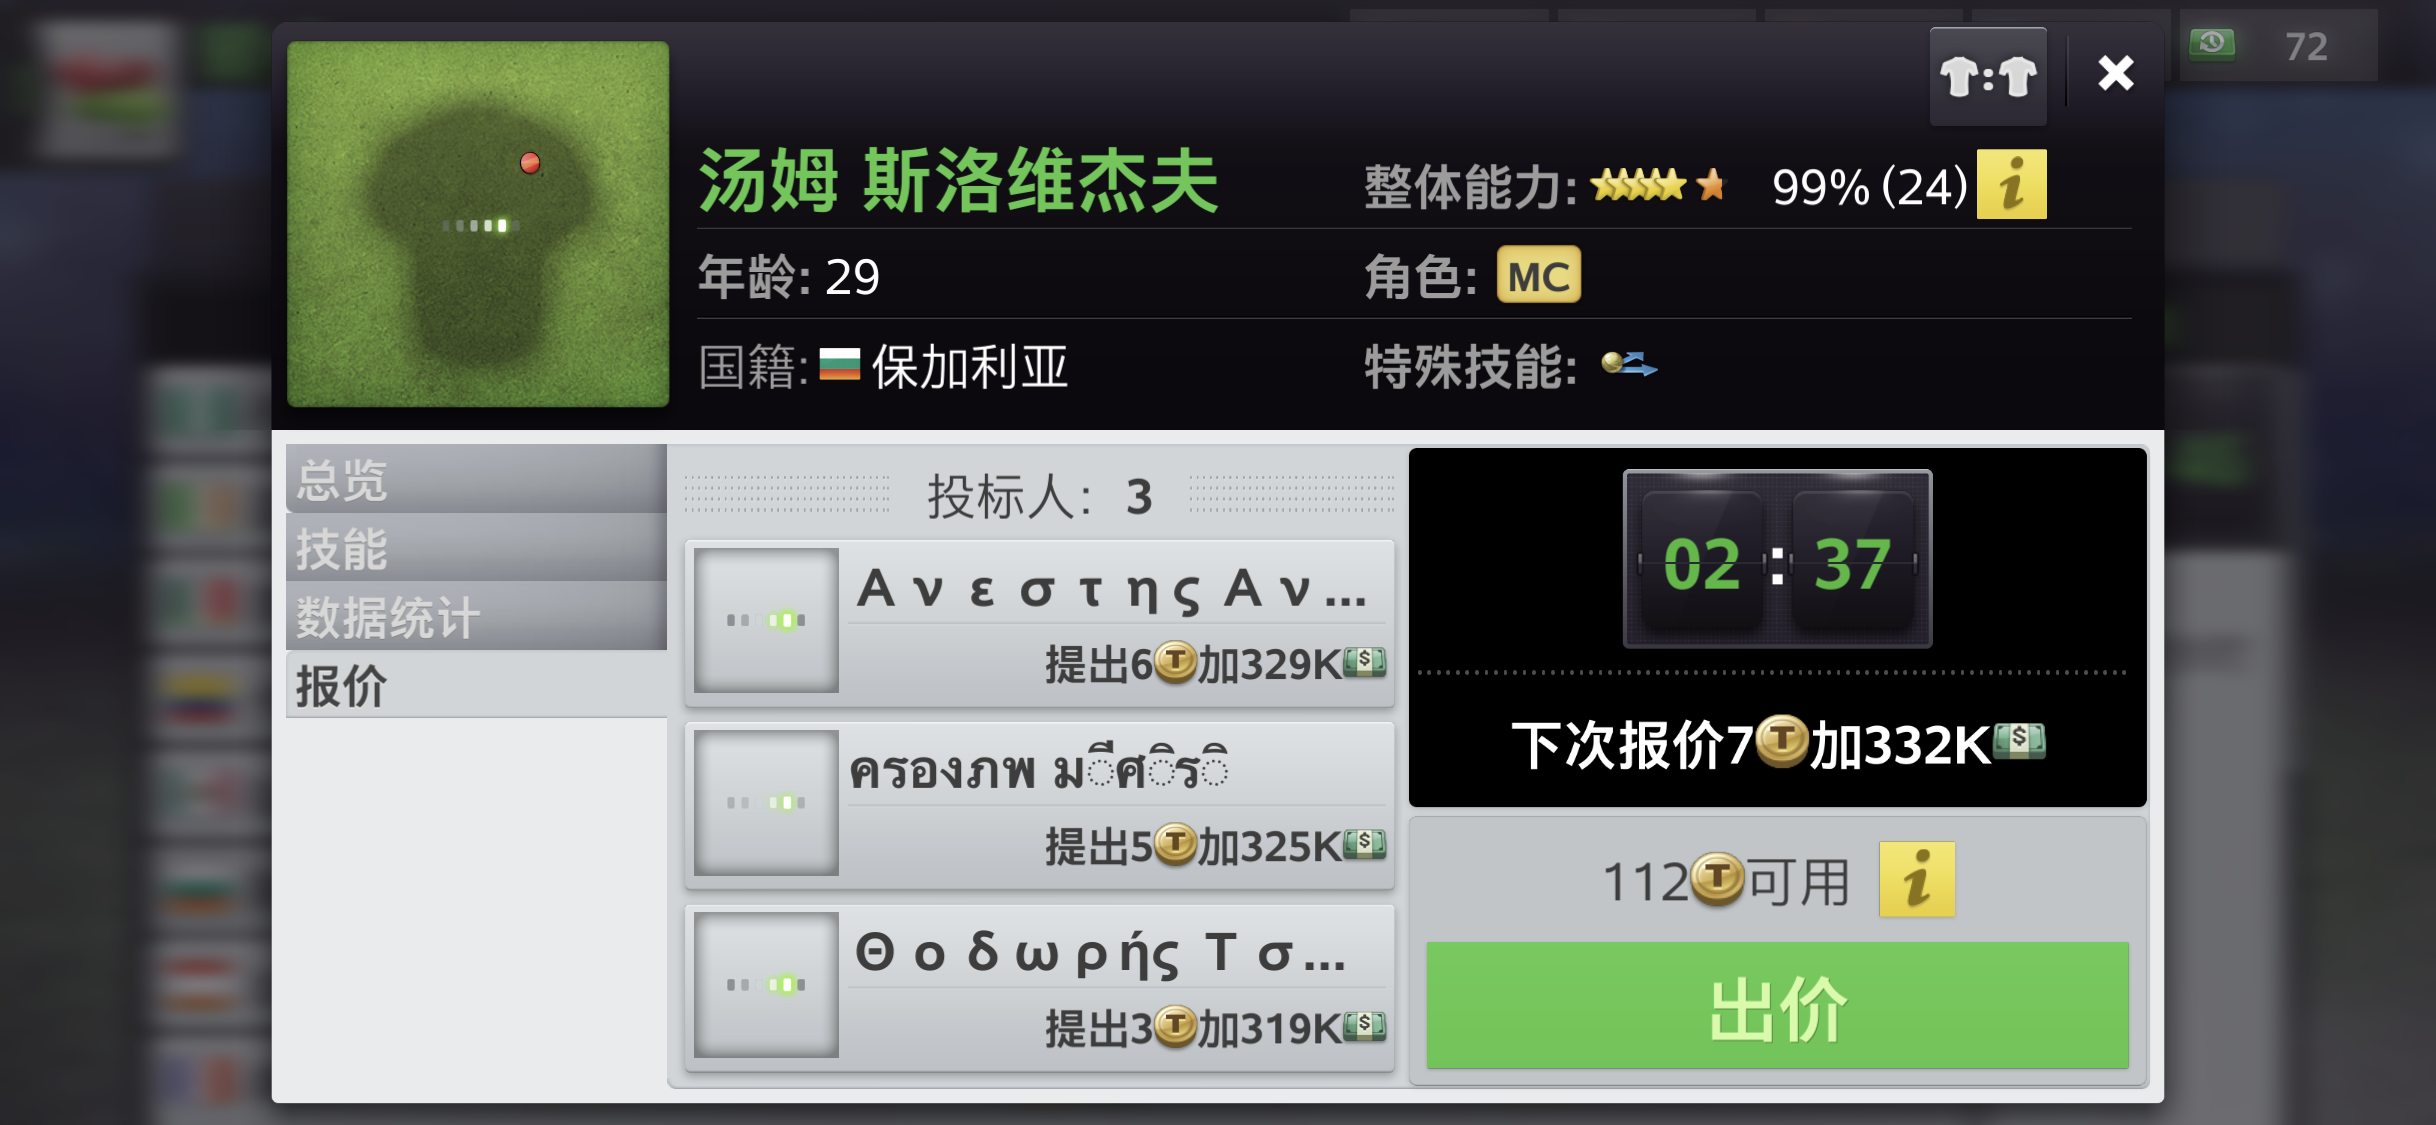 72
汤姆 斯洛维杰夫
整体能力: 99% (24) i
年龄: 29
角色: MC
国籍: 保加利亚
特殊技能:
总览
技能
数据统计
报价
投标人: 3
Ανεστης Αν...
提出6T加329K$
ครองภพ มีศิริ
提出5T加325K$
Θοδωρής Τσ...
提出3T加319K$
02:37
下次报价7T加332K$
112T可用 i
出价